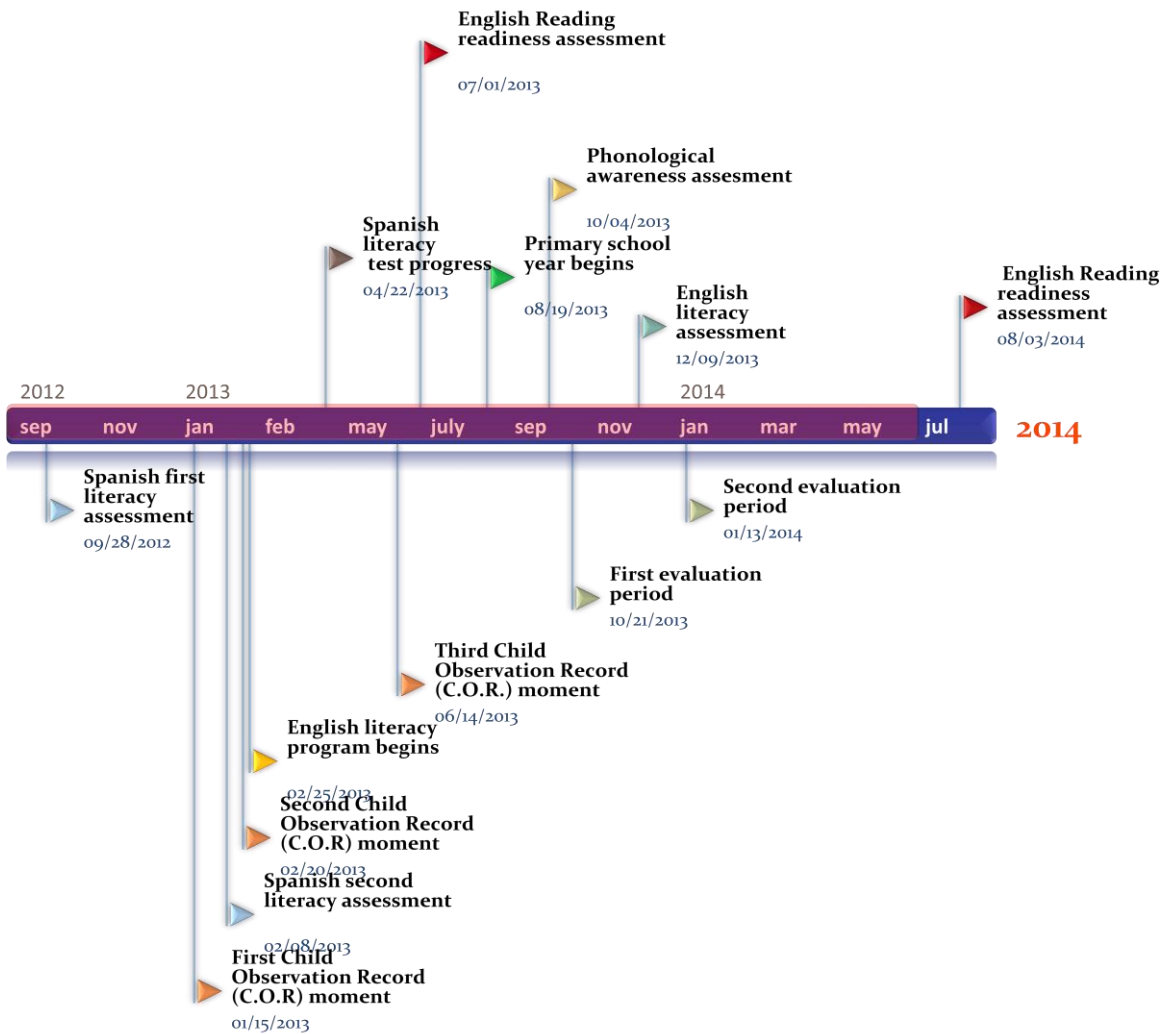 English Reading
readiness assessment
07/01/2013
Phonological
awareness assesment
10/04/2013
Spanish
literacy
test progress
04/22/2013
Primary school
year begins
08/19/2013
English
literacy
assessment
12/09/2013
English Reading
readiness
assessment
08/03/2014
2012 2013 2014
sep nov jan feb may july sep nov jan mar may jul
2014
Spanish first
literacy
assessment
09/28/2012
Second evaluation
period
01/13/2014
First evaluation
period
10/21/2013
Third Child
Observation Record
(C.O.R.) moment
06/14/2013
English literacy
program begins
02/25/2013
Second Child
Observation Record
(C.O.R) moment
02/20/2013
Spanish second
literacy assessment
02/08/2013
First Child
Observation Record
(C.O.R) moment
01/15/2013